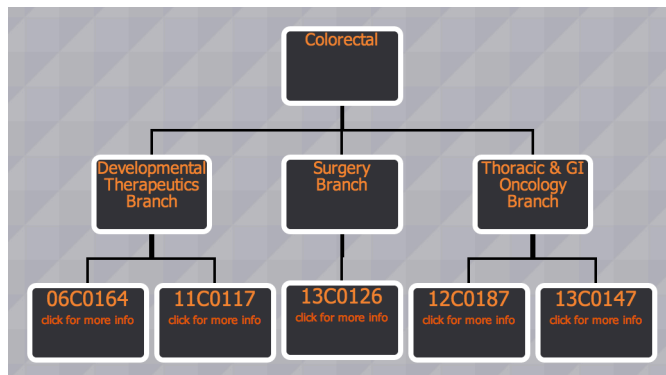 Colorectal
Developmental
Therapeutics
Branch
Surgery
Branch
Thoracic & GI
Oncology
Branch
06C0164
click for more info
11C0117
click for more info
13C0126
click for more info
12C0187
click for more info
13C0147
click for more info